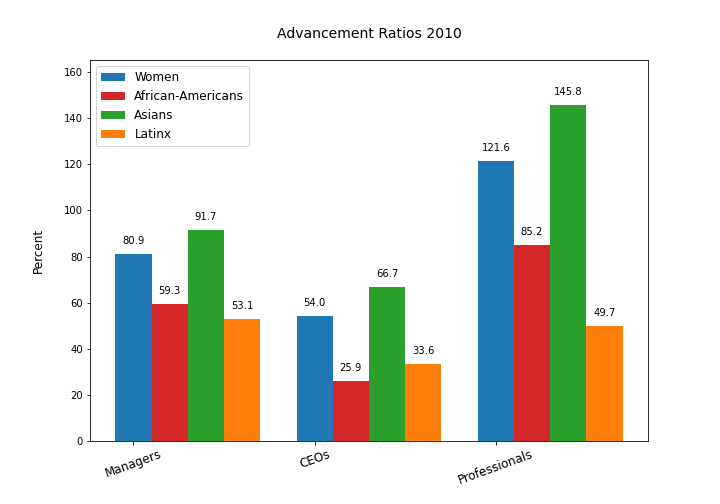 Advancement Ratios 2010
Women
African-Americans
Asians
Latinx
Percent
160
140
120
100
80
60
40
20
0
80.9
59.3
91.7
53.1
54.0
25.9
66.7
33.6
121.6
85.2
145.8
49.7
Managers
CEOs
Professionals